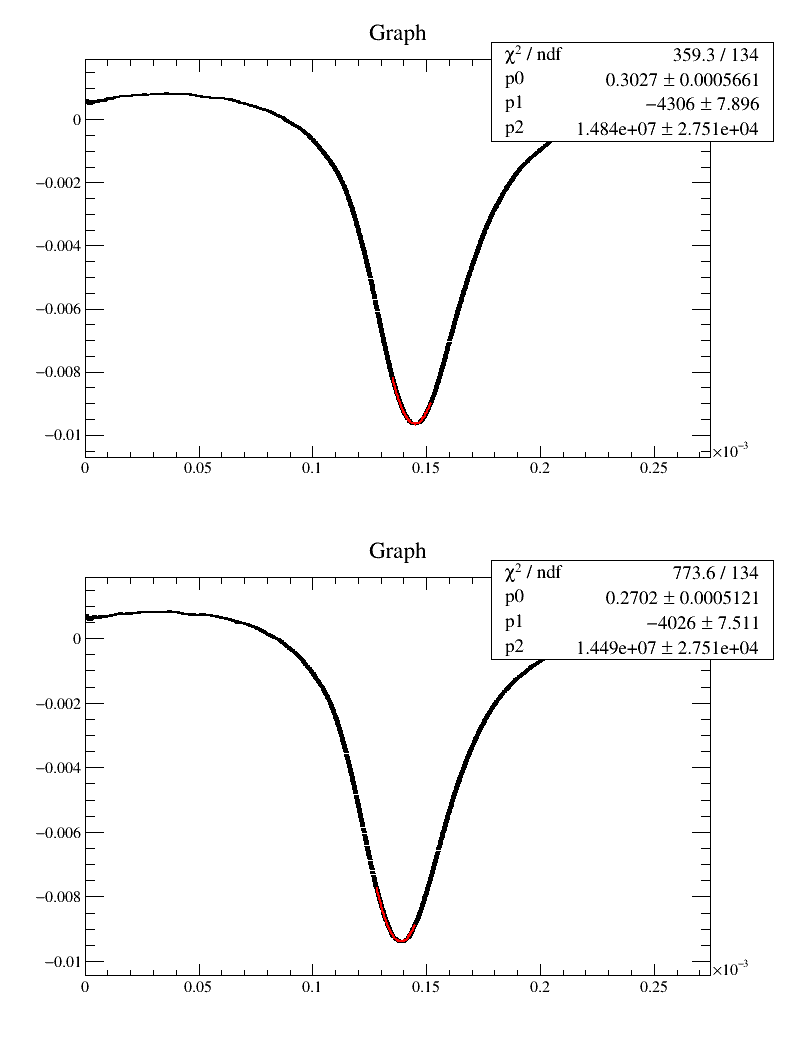 Graph
χ² / ndf 359.3 / 134
p0 0.3027 ± 0.0005661
p1 −4306 ± 7.896
p2 1.484e+07 ± 2.751e+04
0
−0.002
−0.004
−0.006
−0.008
−0.01
0 0.05 0.1 0.15 0.2 0.25
×10⁻³
Graph
χ² / ndf 773.6 / 134
p0 0.2702 ± 0.0005121
p1 −4026 ± 7.511
p2 1.449e+07 ± 2.751e+04
0
−0.002
−0.004
−0.006
−0.008
−0.01
0 0.05 0.1 0.15 0.2 0.25
×10⁻³